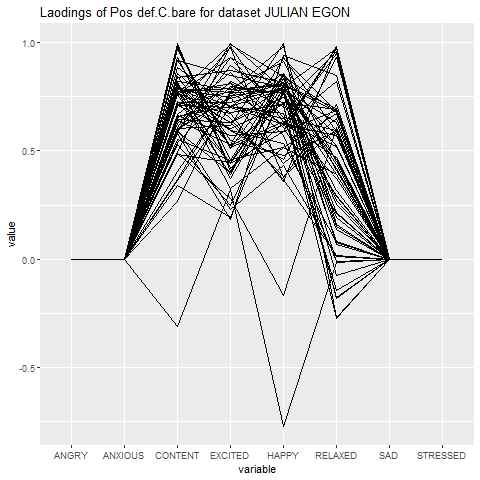 Laodings of Pos def.C.bare for dataset JULIAN EGON
1.0
0.5
0.0
-0.5
value
ANGRY ANXIOUS CONTENT EXCITED HAPPY RELAXED SAD STRESSED
variable